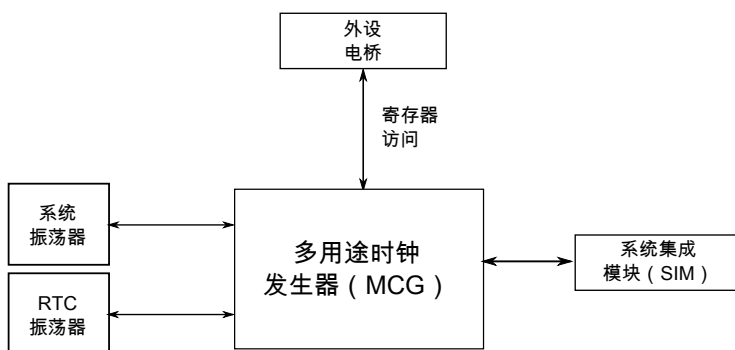 外设
电桥
寄存器
访问
系统
振荡器
多用途时钟
发生器（MCG）
系统集成
模块（SIM）
RTC
振荡器